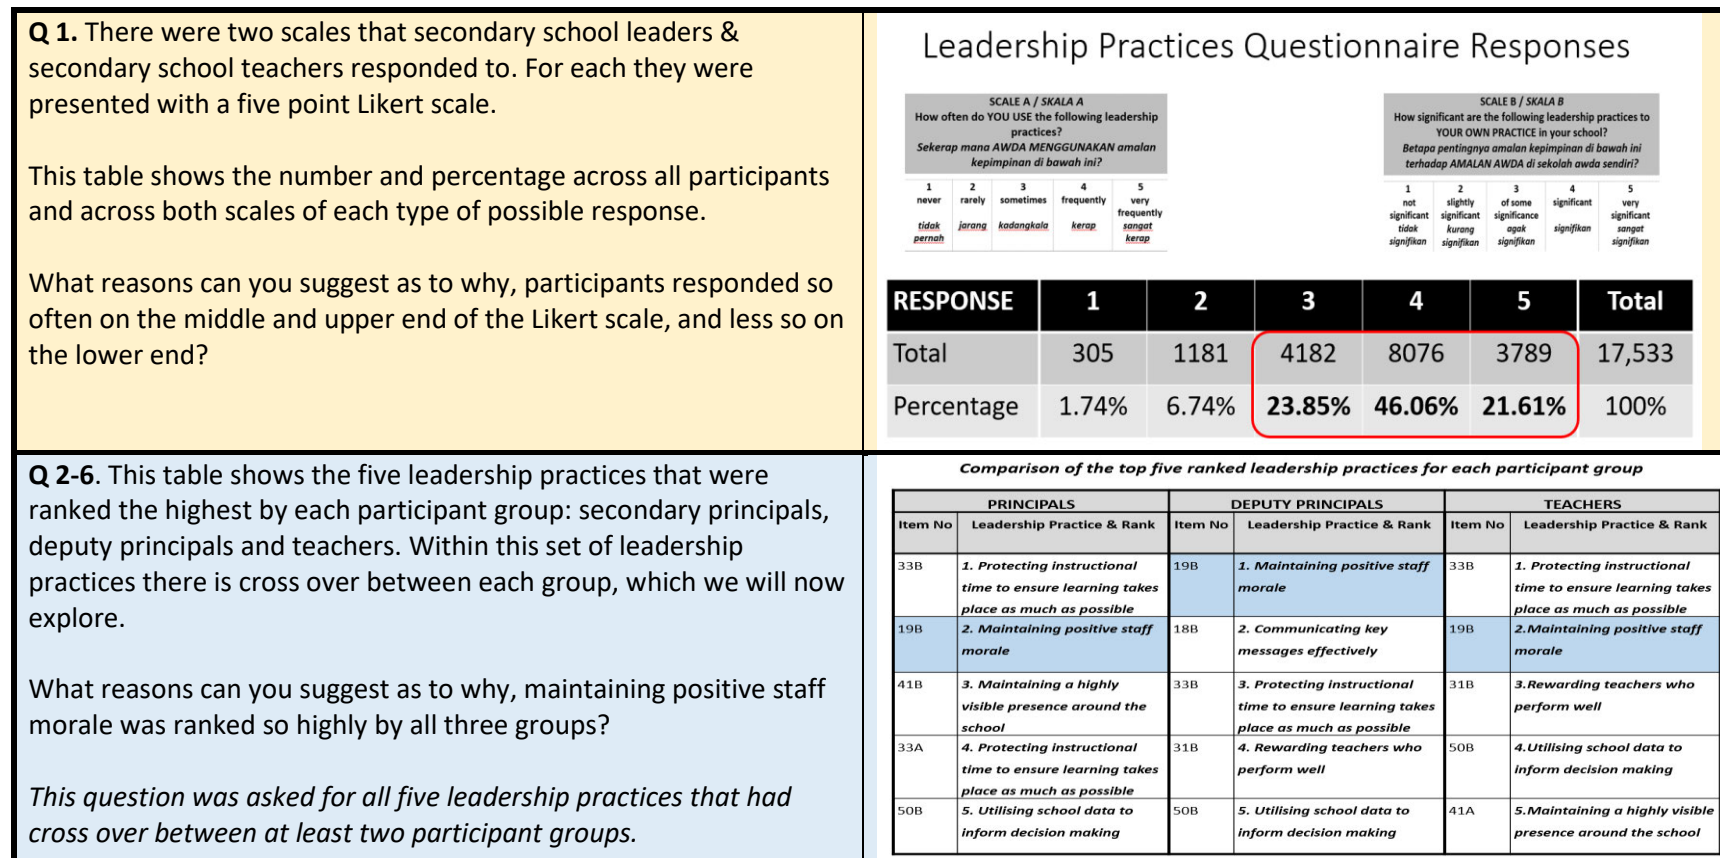 Q 1. There were two scales that secondary school leaders &
secondary school teachers responded to. For each they were
presented with a five point Likert scale.
This table shows the number and percentage across all participants
and across both scales of each type of possible response.
What reasons can you suggest as to why, participants responded so
often on the middle and upper end of the Likert scale, and less so on
the lower end?
Leadership Practices Questionnaire Responses
SCALE A / SKALA A
How often do YOU USE the following leadership
practices?
Sekerap mana AWDA MENGGUNAKAN amalan
kepimpinan di bawah ini?
1 2 3 4 5
never rarely sometimes frequently very
frequently
tidak jarang kadangkala kerap sangat
pernah kerap
SCALE B / SKALA B
How significant are the following leadership practices to
YOUR OWN PRACTICE in your school?
Betapa pentingnya amalan kepimpinan di bawah ini
terhadap AMALAN AWDA di sekolah awda sendiri?
1 2 3 4 5
not slightly of some significant very
significant significant significance significant
tidak kurang agak signifikan sangat
signifikan signifikan signifikan signifikan
RESPONSE 1 2 3 4 5 Total
Total 305 1181 4182 8076 3789 17,533
Percentage 1.74% 6.74% 23.85% 46.06% 21.61% 100%
Q 2-6. This table shows the five leadership practices that were
ranked the highest by each participant group: secondary principals,
deputy principals and teachers. Within this set of leadership
practices there is cross over between each group, which we will now
explore.
What reasons can you suggest as to why, maintaining positive staff
morale was ranked so highly by all three groups?
This question was asked for all five leadership practices that had
cross over between at least two participant groups.
Comparison of the top five ranked leadership practices for each participant group
PRINCIPALS DEPUTY PRINCIPALS TEACHERS
Item No Leadership Practice & Rank Item No Leadership Practice & Rank Item No Leadership Practice & Rank
33B 1. Protecting instructional 19B 1. Maintaining positive staff 33B 1. Protecting instructional
time to ensure learning takes morale time to ensure learning takes
place as much as possible place as much as possible
19B 2. Maintaining positive staff 18B 2. Communicating key 19B 2.Maintaining positive staff
morale messages effectively morale
41B 3. Maintaining a highly 33B 3. Protecting instructional 31B 3.Rewarding teachers who
visible presence around the time to ensure learning takes perform well
school place as much as possible
33A 4. Protecting instructional 31B 4. Rewarding teachers who 50B 4.Utilising school data to
time to ensure learning takes perform well inform decision making
place as much as possible
50B 5. Utilising school data to 50B 5. Utilising school data to 41A 5.Maintaining a highly visible
inform decision making inform decision making presence around the school